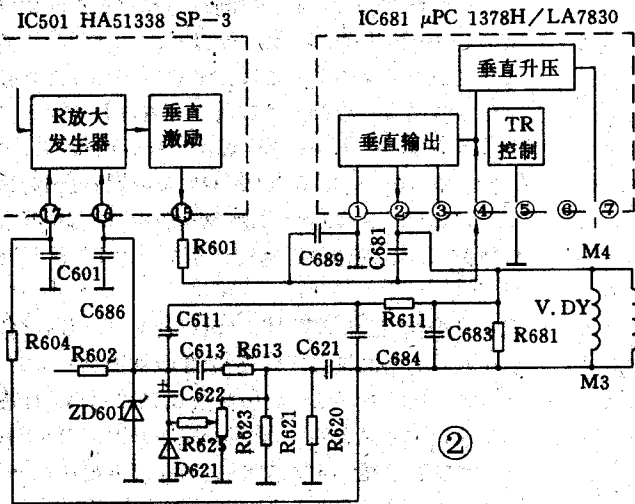 IC501 HA51338 SP-3
IC681 μPC 1378H/LA7830
垂直升压
R放大
发生器
垂直
激励
垂直输出
TR
控制
⑰
⑯
⑮
①
②
③
④
⑤
⑥
⑦
C601
R601
C689
C681
M4
C686
C611
R611
C683
R681
V.DY
R604
R602
C613
R613
C621
C684
M3
C622
ZD601
R625
R623
R621
R620
D621
②